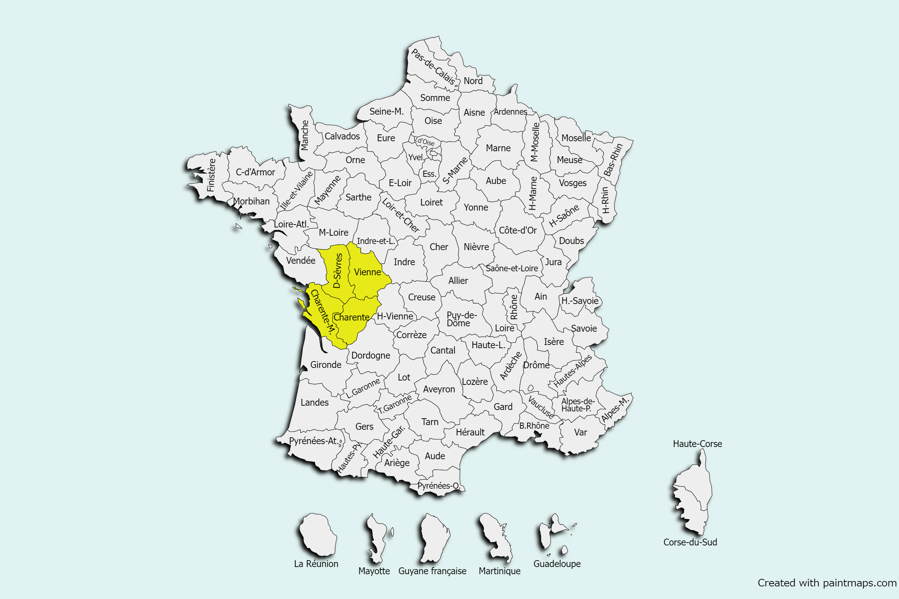 Pas-de-Calais
Nord
Somme
Seine-M.
Oise
Aisne
Ardennes
Manche
Calvados
Eure
d'Oise
Yvel.
Ess.
S-Marne
Marne
M-Moselle
Moselle
Meuse
Bas-Rhin
Finistère
C-d'Armor
Morbihan
Ille-et-Vilaine
Mayenne
Orne
Sarthe
E-Loir
Loiret
Loir-et-Cher
Yonne
Aube
H-Marne
Vosges
H-Rhin
H-Saône
Loire-Atl.
M-Loire
Indre-et-L.
Cher
Nièvre
Côte-d'Or
Doubs
Jura
Saône-et-Loire
Vendée
D-Sèvres
Vienne
Indre
Allier
Charente-M.
Charente
H-Vienne
Creuse
Puy-de-
Dôme
Loire
Rhône
Ain
H.-Savoie
Savoie
Isère
Corrèze
Cantal
Haute-L.
Ardèche
Drôme
Hautes-Alpes
Gironde
Dordogne
Lot
L.Garonne
T.Garonne
Aveyron
Lozère
Gard
Vaucluse
Alpes-de-
Haute-P.
Alpes-M.
Landes
Gers
Tarn
Hérault
B.Rhône
Var
Pyrénées-At.
Hautes-Py.
Haute-Gar.
Ariège
Aude
Pyrénées-O.
Haute-Corse
Corse-du-Sud
La Réunion
Mayotte
Guyane française
Martinique
Guadeloupe
Created with paintmaps.com